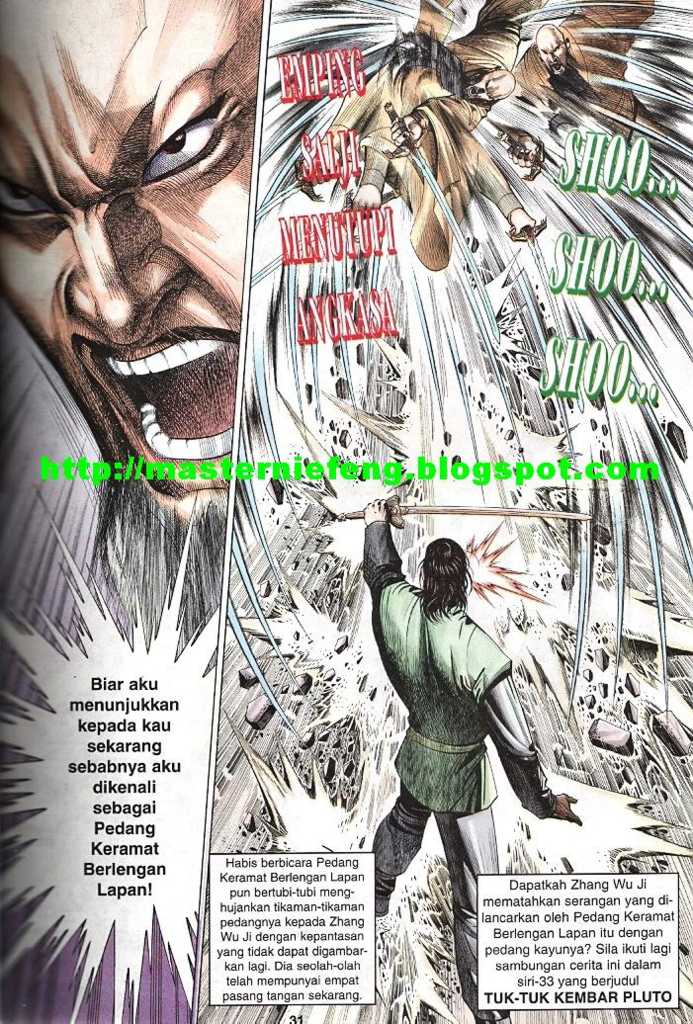 EMPING
SALJI
MENUTUPI
ANGKASA
SHOO...
SHOO...
SHOO...
http://masterniefeng.blogspot.com
Biar aku
menunjukkan
kepada kau
sekarang
sebabnya aku
dikenali
sebagai
Pedang
Keramat
Berlengan
Lapan!
Habis berbicara Pedang
Keramat Berlengan Lapan
pun bertubi-tubi meng-
hujankan tikaman-tikaman
pedangnya kepada Zhang
Wu Ji dengan kepantasan
yang tidak dapat digambar-
kan lagi. Dia seolah-olah
telah mempunyai empat
pasang tangan sekarang.
Dapatkah Zhang Wu Ji
mematahkan serangan yang di-
lancarkan oleh Pedang Keramat
Berlengan Lapan itu dengan
pedang kayunya? Sila ikuti lagi
sambungan cerita ini dalam
siri-33 yang berjudul
TUK-TUK KEMBAR PLUTO
31